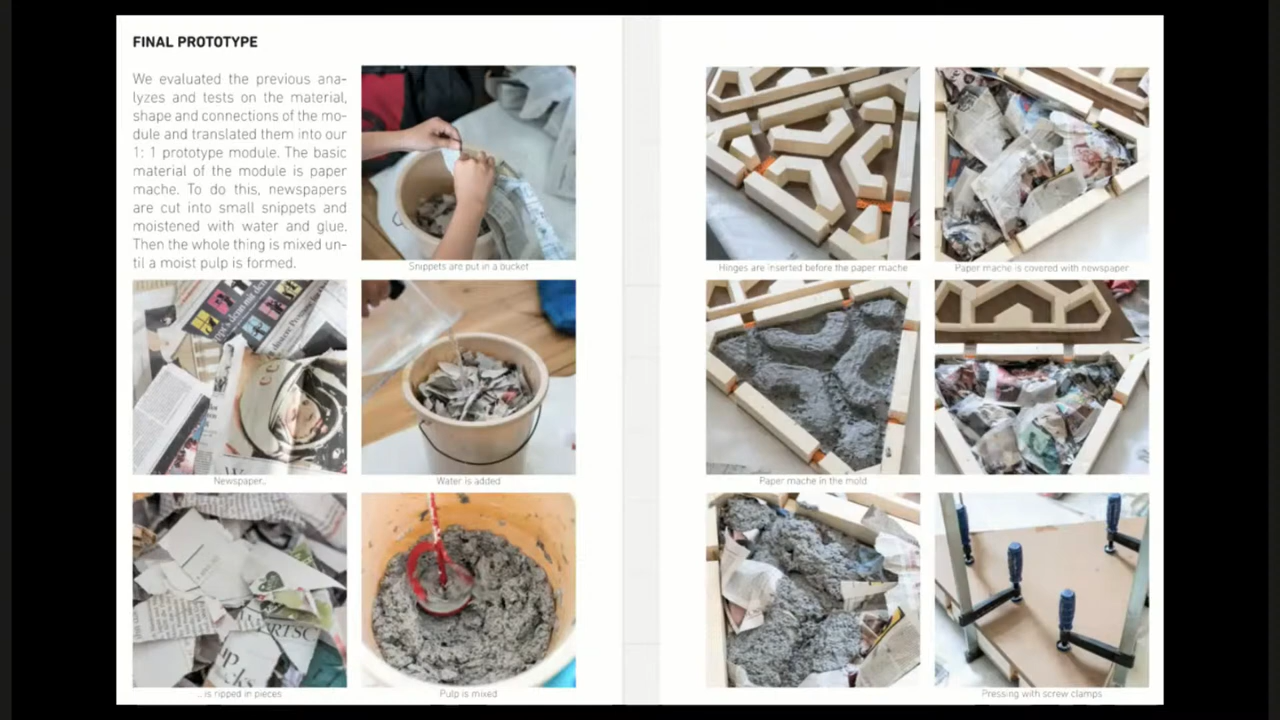 FINAL PROTOTYPE
We evaluated the previous ana-
lyzes and tests on the material,
shape and connections of the mo-
dule and translated them into our
1: 1 prototype module. The basic
material of the module is paper
mache. To do this, newspapers
are cut into small snippets and
moistened with water and glue.
Then the whole thing is mixed un-
til a moist pulp is formed.
Snippets are put in a bucket
Newspaper..
Water is added
.. is ripped in pieces
Pulp is mixed
Hinges are inserted before the paper mache
Paper mache is covered with newspaper
Paper mache in the mold
Pressing with screw clamps